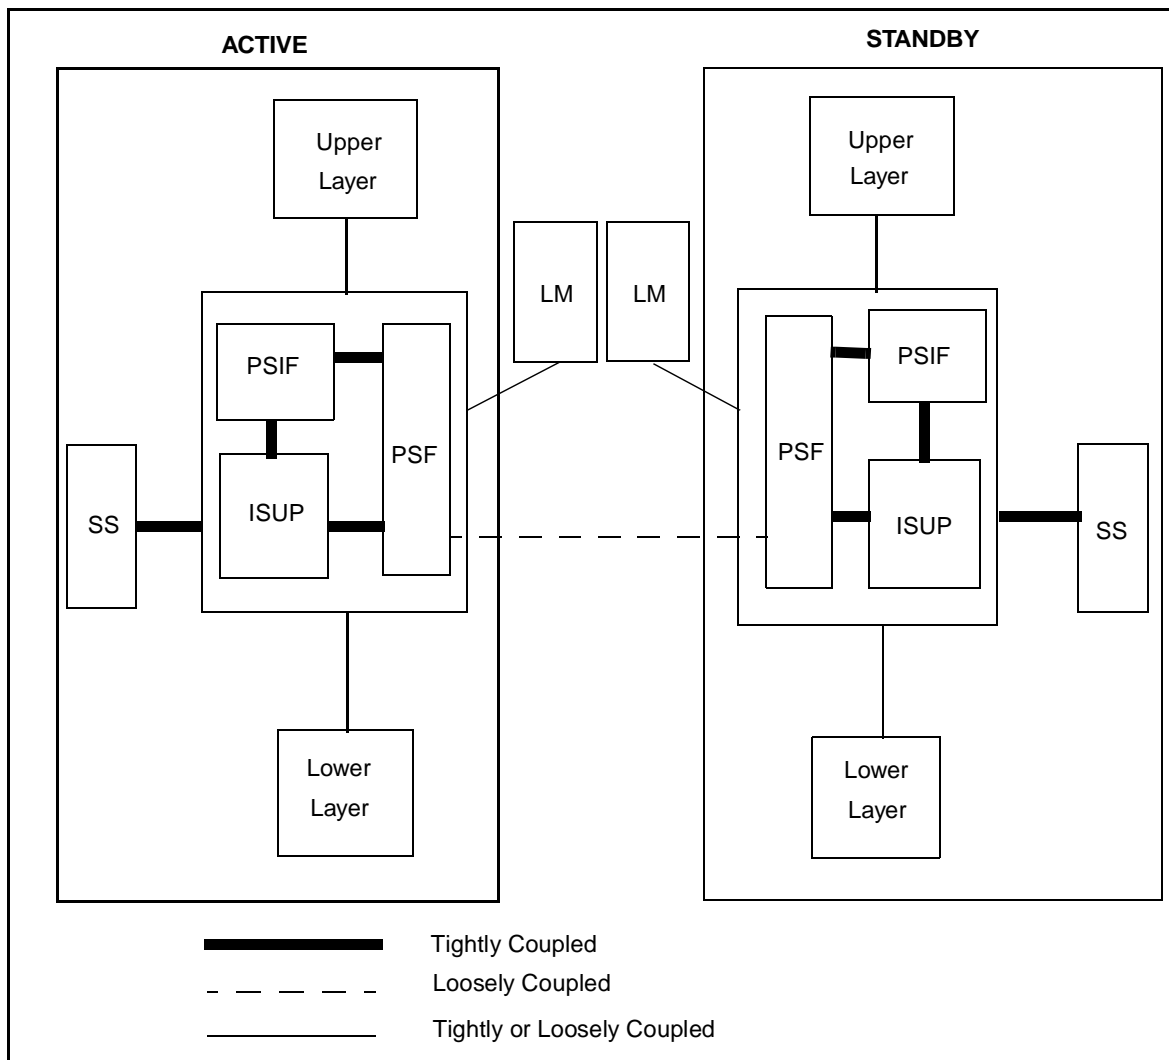 ACTIVE
STANDBY
Upper
Layer
Upper
Layer
LM
LM
PSIF
PSF
ISUP
SS
PSIF
PSF
ISUP
SS
Lower
Layer
Lower
Layer
Tightly Coupled
Loosely Coupled
Tightly or Loosely Coupled